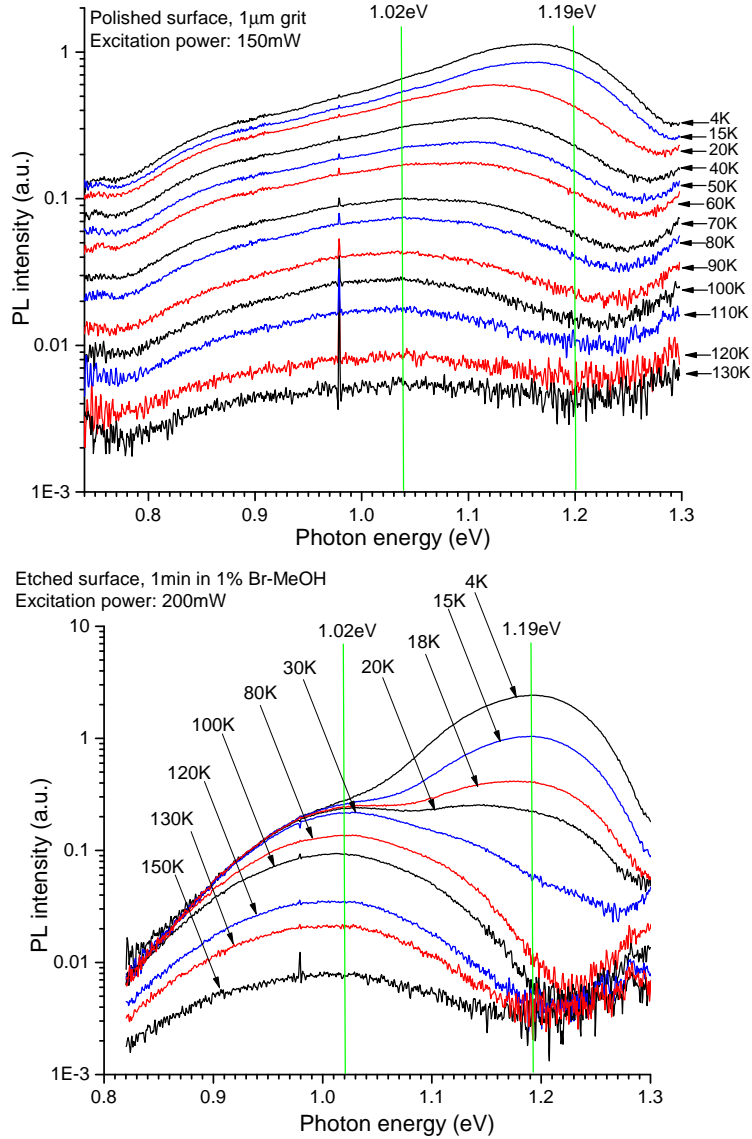 Polished surface, 1μm grit
Excitation power: 150mW
1.02eV
1.19eV
1
0.1
0.01
1E-3
PL intensity (a.u.)
4K
15K
20K
40K
50K
60K
70K
80K
90K
100K
110K
120K
130K
0.8
0.9
1.0
1.1
1.2
1.3
Photon energy (eV)
Etched surface, 1min in 1% Br-MeOH
Excitation power: 200mW
4K
15K
1.02eV
1.19eV
18K
30K
20K
80K
100K
120K
130K
150K
10
1
0.1
0.01
1E-3
PL intensity (a.u.)
0.8
0.9
1.0
1.1
1.2
1.3
Photon energy (eV)